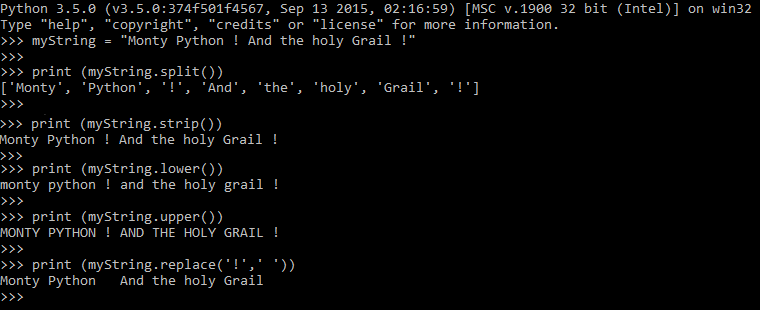 Python 3.5.0 (v3.5.0:374f501f4567, Sep 13 2015, 02:16:59) [MSC v.1900 32 bit (Intel)] on win32
Type "help", "copyright", "credits" or "license" for more information.
>>> myString = "Monty Python ! And the holy Grail !"
>>>
>>> print (myString.split())
['Monty', 'Python', '!', 'And', 'the', 'holy', 'Grail', '!']
>>>
>>> print (myString.strip())
Monty Python ! And the holy Grail !
>>>
>>> print (myString.lower())
monty python ! and the holy grail !
>>>
>>> print (myString.upper())
MONTY PYTHON ! AND THE HOLY GRAIL !
>>>
>>> print (myString.replace('!',' '))
Monty Python   And the holy Grail
>>>